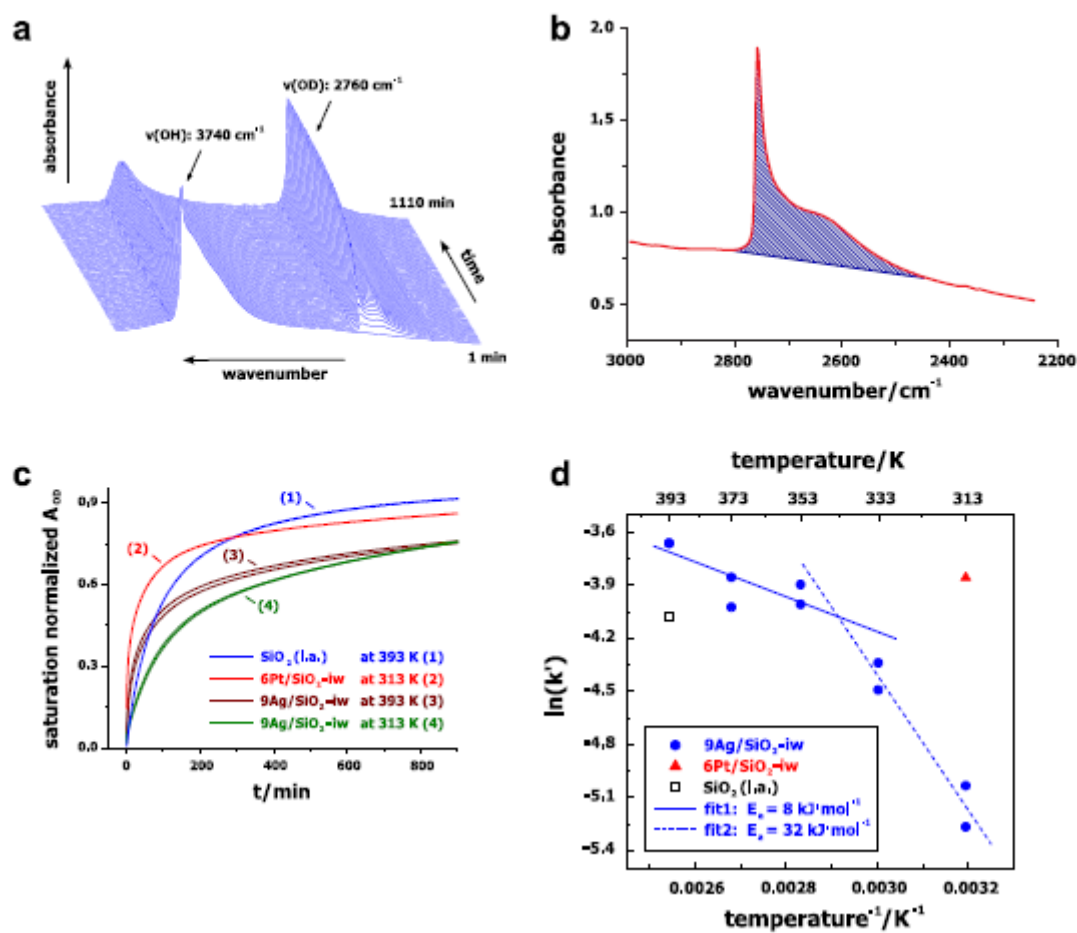 a
absorbance
ν(OH): 3740 cm⁻¹
ν(OD): 2760 cm⁻¹
1110 min
time
1 min
wavenumber
b
absorbance
2.0
1.5
1.0
0.5
3000
2800
2600
2400
2200
wavenumber/cm⁻¹
c
saturation normalized A_OD
0,9
0.6
0.3
0.0
(1)
(2)
(3)
(4)
SiO₂ (l.a.) at 393 K (1)
6Pt/SiO₂-iw at 313 K (2)
9Ag/SiO₂-iw at 393 K (3)
9Ag/SiO₂-iw at 313 K (4)
0
200
400
600
800
t/min
d
temperature/K
393
373
353
333
313
ln(k')
-3.6
-3.9
-4.2
-4.5
-4.8
-5.1
-5.4
9Ag/SiO₂-iw
6Pt/SiO₂-iw
SiO₂ (l.a.)
fit1: Eₐ = 8 kJ·mol⁻¹
fit2: Eₐ = 32 kJ·mol⁻¹
0.0026
0.0028
0.0030
0.0032
temperature⁻¹/K⁻¹